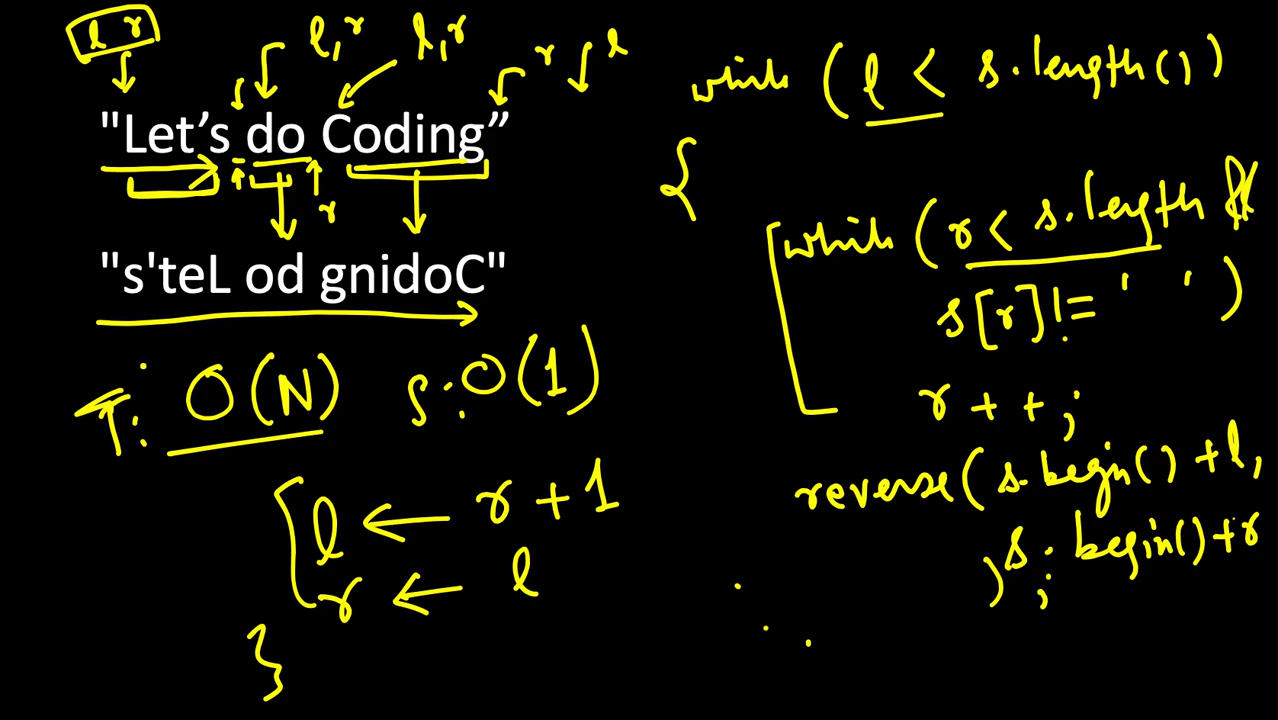 l r
l, r
l, r
r l
"Let’s do Coding”
r
"s'teL od gnidoC"
T: O(N) s: O(1)
l ← r + 1
r ← l
}
while ( l < s.length() )
{
while ( r < s.length &&
s[r] != ' ' )
r + + ;
reverse( s.begin() + l,
s. begin() + r
) ;